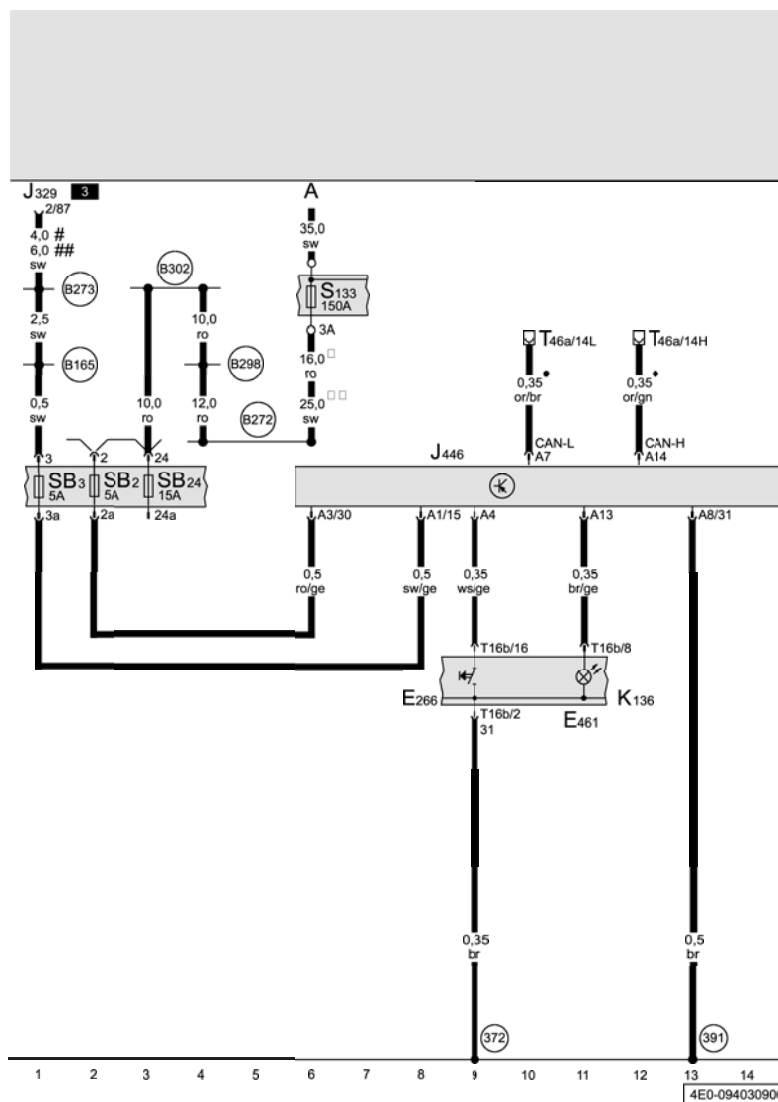 J329 3
A
2/87
4,0 #
6,0 ##
sw
35,0
sw
B302
B273
S133
150A
3A
2,5
sw
10,0
ro
16,0
ro
T46a/14L
T46a/14H
B165
B298
0,35
or/br
0,35
or/gn
0,5
sw
10,0
ro
12,0
ro
B272
25,0
sw
CAN-L
A7
CAN-H
A14
J446
3
2
24
SB3
5A
SB2
5A
SB24
15A
3a
2a
24a
A3/30
A1/15
A4
A13
A8/31
0,5
ro/ge
0,5
sw/ge
0,35
ws/ge
0,35
br/ge
T16b/16
T16b/8
E266
K136
T16b/2
31
E461
0,35
br
0,5
br
372
391
1 2 3 4 5 6 7 8 9 10 11 12 13 14